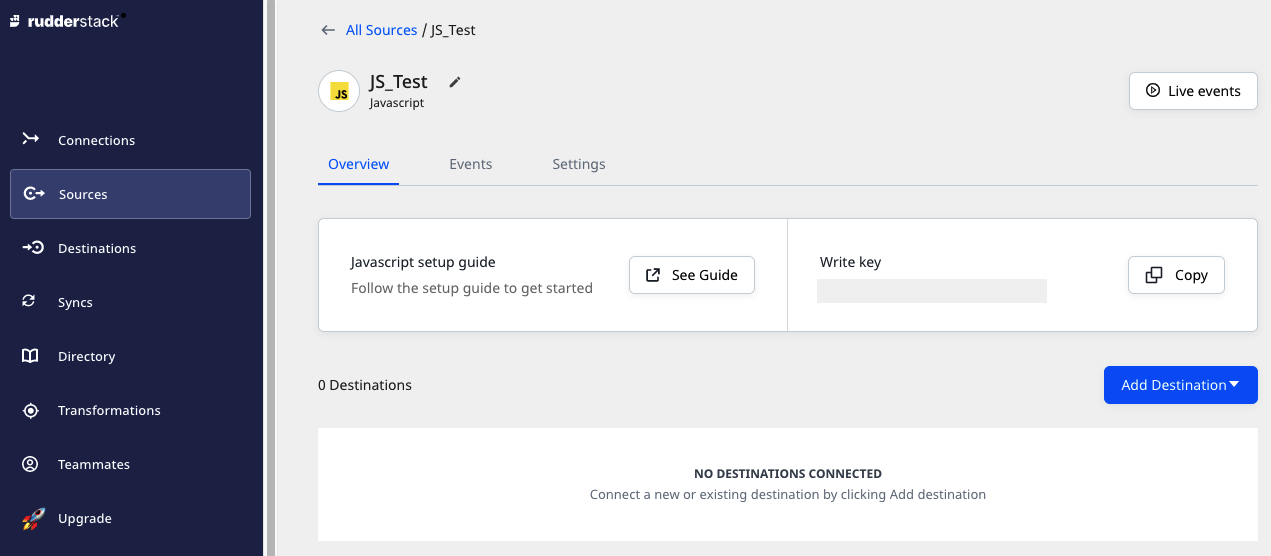 rudderstack
All Sources / JS_Test
JS
JS_Test
Javascript
Live events
Connections
Sources
Destinations
Syncs
Directory
Transformations
Teammates
Upgrade
Overview
Events
Settings
Javascript setup guide
Follow the setup guide to get started
See Guide
Write key
Copy
0 Destinations
Add Destination
NO DESTINATIONS CONNECTED
Connect a new or existing destination by clicking Add destination